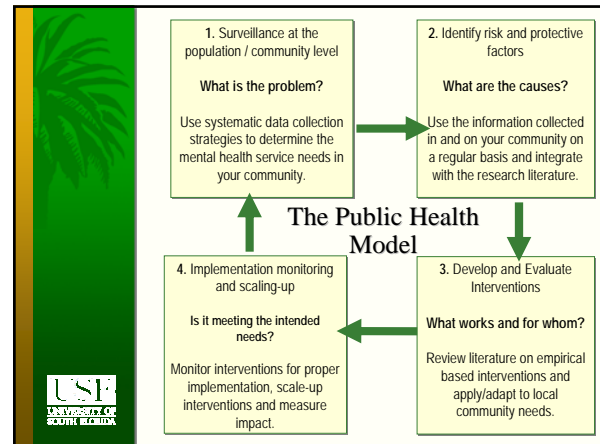 1. Surveillance at the
population / community level
What is the problem?
Use systematic data collection
strategies to determine the
mental health service needs in
your community.
2. Identify risk and protective
factors
What are the causes?
Use the information collected
in and on your community on
a regular basis and integrate
with the research literature.
The Public Health
Model
4. Implementation monitoring
and scaling-up
Is it meeting the intended
needs?
Monitor interventions for proper
implementation, scale-up
interventions and measure
impact.
3. Develop and Evaluate
Interventions
What works and for whom?
Review literature on empirical
based interventions and
apply/adapt to local
community needs.
USF
UNIVERSITY OF
SOUTH FLORIDA